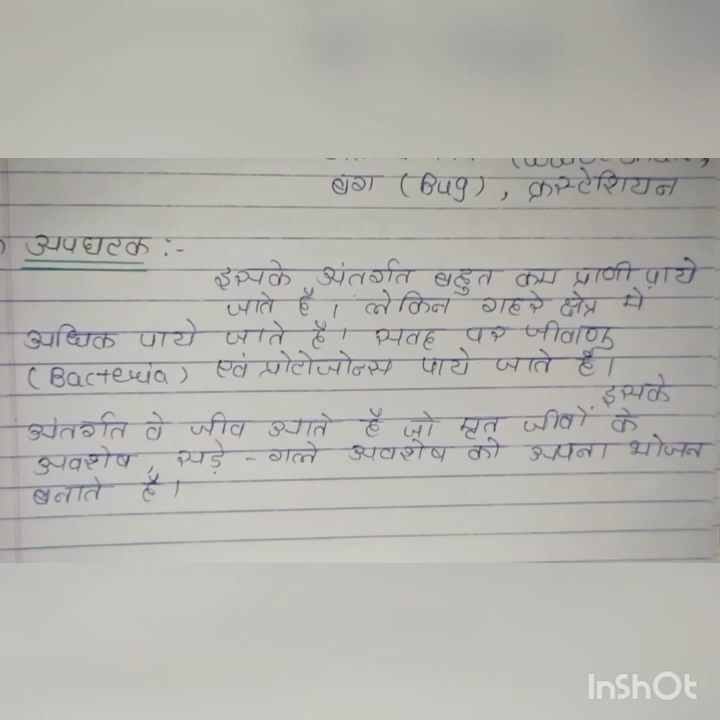 बग (Bug), क्रस्टेशियन
अपघटक :-
इसके अंतर्गत बहुत कम प्राणी पाये
जाते है। लेकिन गहरे क्षेत्र मे
अधिक पाये जाते है। सतह पर जीवाणु
(Bacteria) एवं प्रोटोजोन्स पाये जाते है।
इसके
अंतर्गत वे जीव आते है जो मृत जीवों के
अवशेष, सड़े-गले अवशेष को अपना भोजन
बनाते है।
InShOt